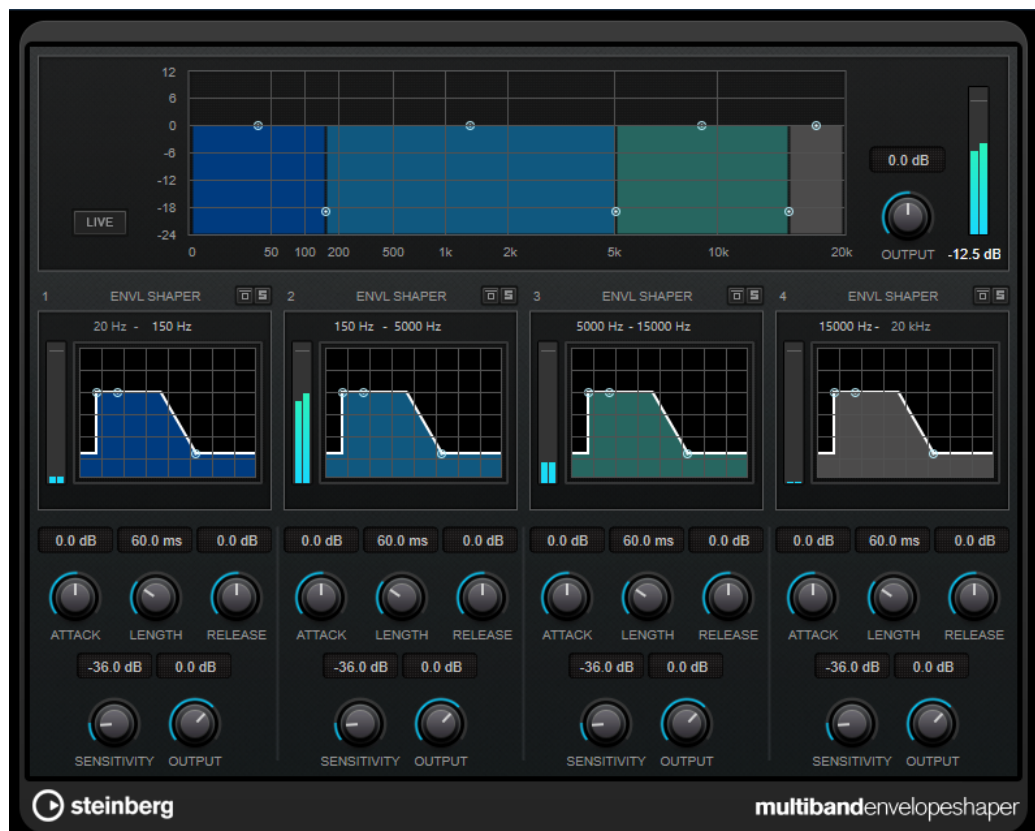 12
6
0
-6
-12
-18
-24
LIVE
0 50 100 200 500 1k 2k 5k 10k 20k
0.0 dB
OUTPUT -12.5 dB
1 ENVL SHAPER S 2 ENVL SHAPER S 3 ENVL SHAPER S 4 ENVL SHAPER S
20 Hz - 150 Hz 150 Hz - 5000 Hz 5000 Hz - 15000 Hz 15000 Hz - 20 kHz
0.0 dB 60.0 ms 0.0 dB 0.0 dB 60.0 ms 0.0 dB 0.0 dB 60.0 ms 0.0 dB 0.0 dB 60.0 ms 0.0 dB
ATTACK LENGTH RELEASE ATTACK LENGTH RELEASE ATTACK LENGTH RELEASE ATTACK LENGTH RELEASE
-36.0 dB 0.0 dB -36.0 dB 0.0 dB -36.0 dB 0.0 dB -36.0 dB 0.0 dB
SENSITIVITY OUTPUT SENSITIVITY OUTPUT SENSITIVITY OUTPUT SENSITIVITY OUTPUT
steinberg multibandenvelopeshaper